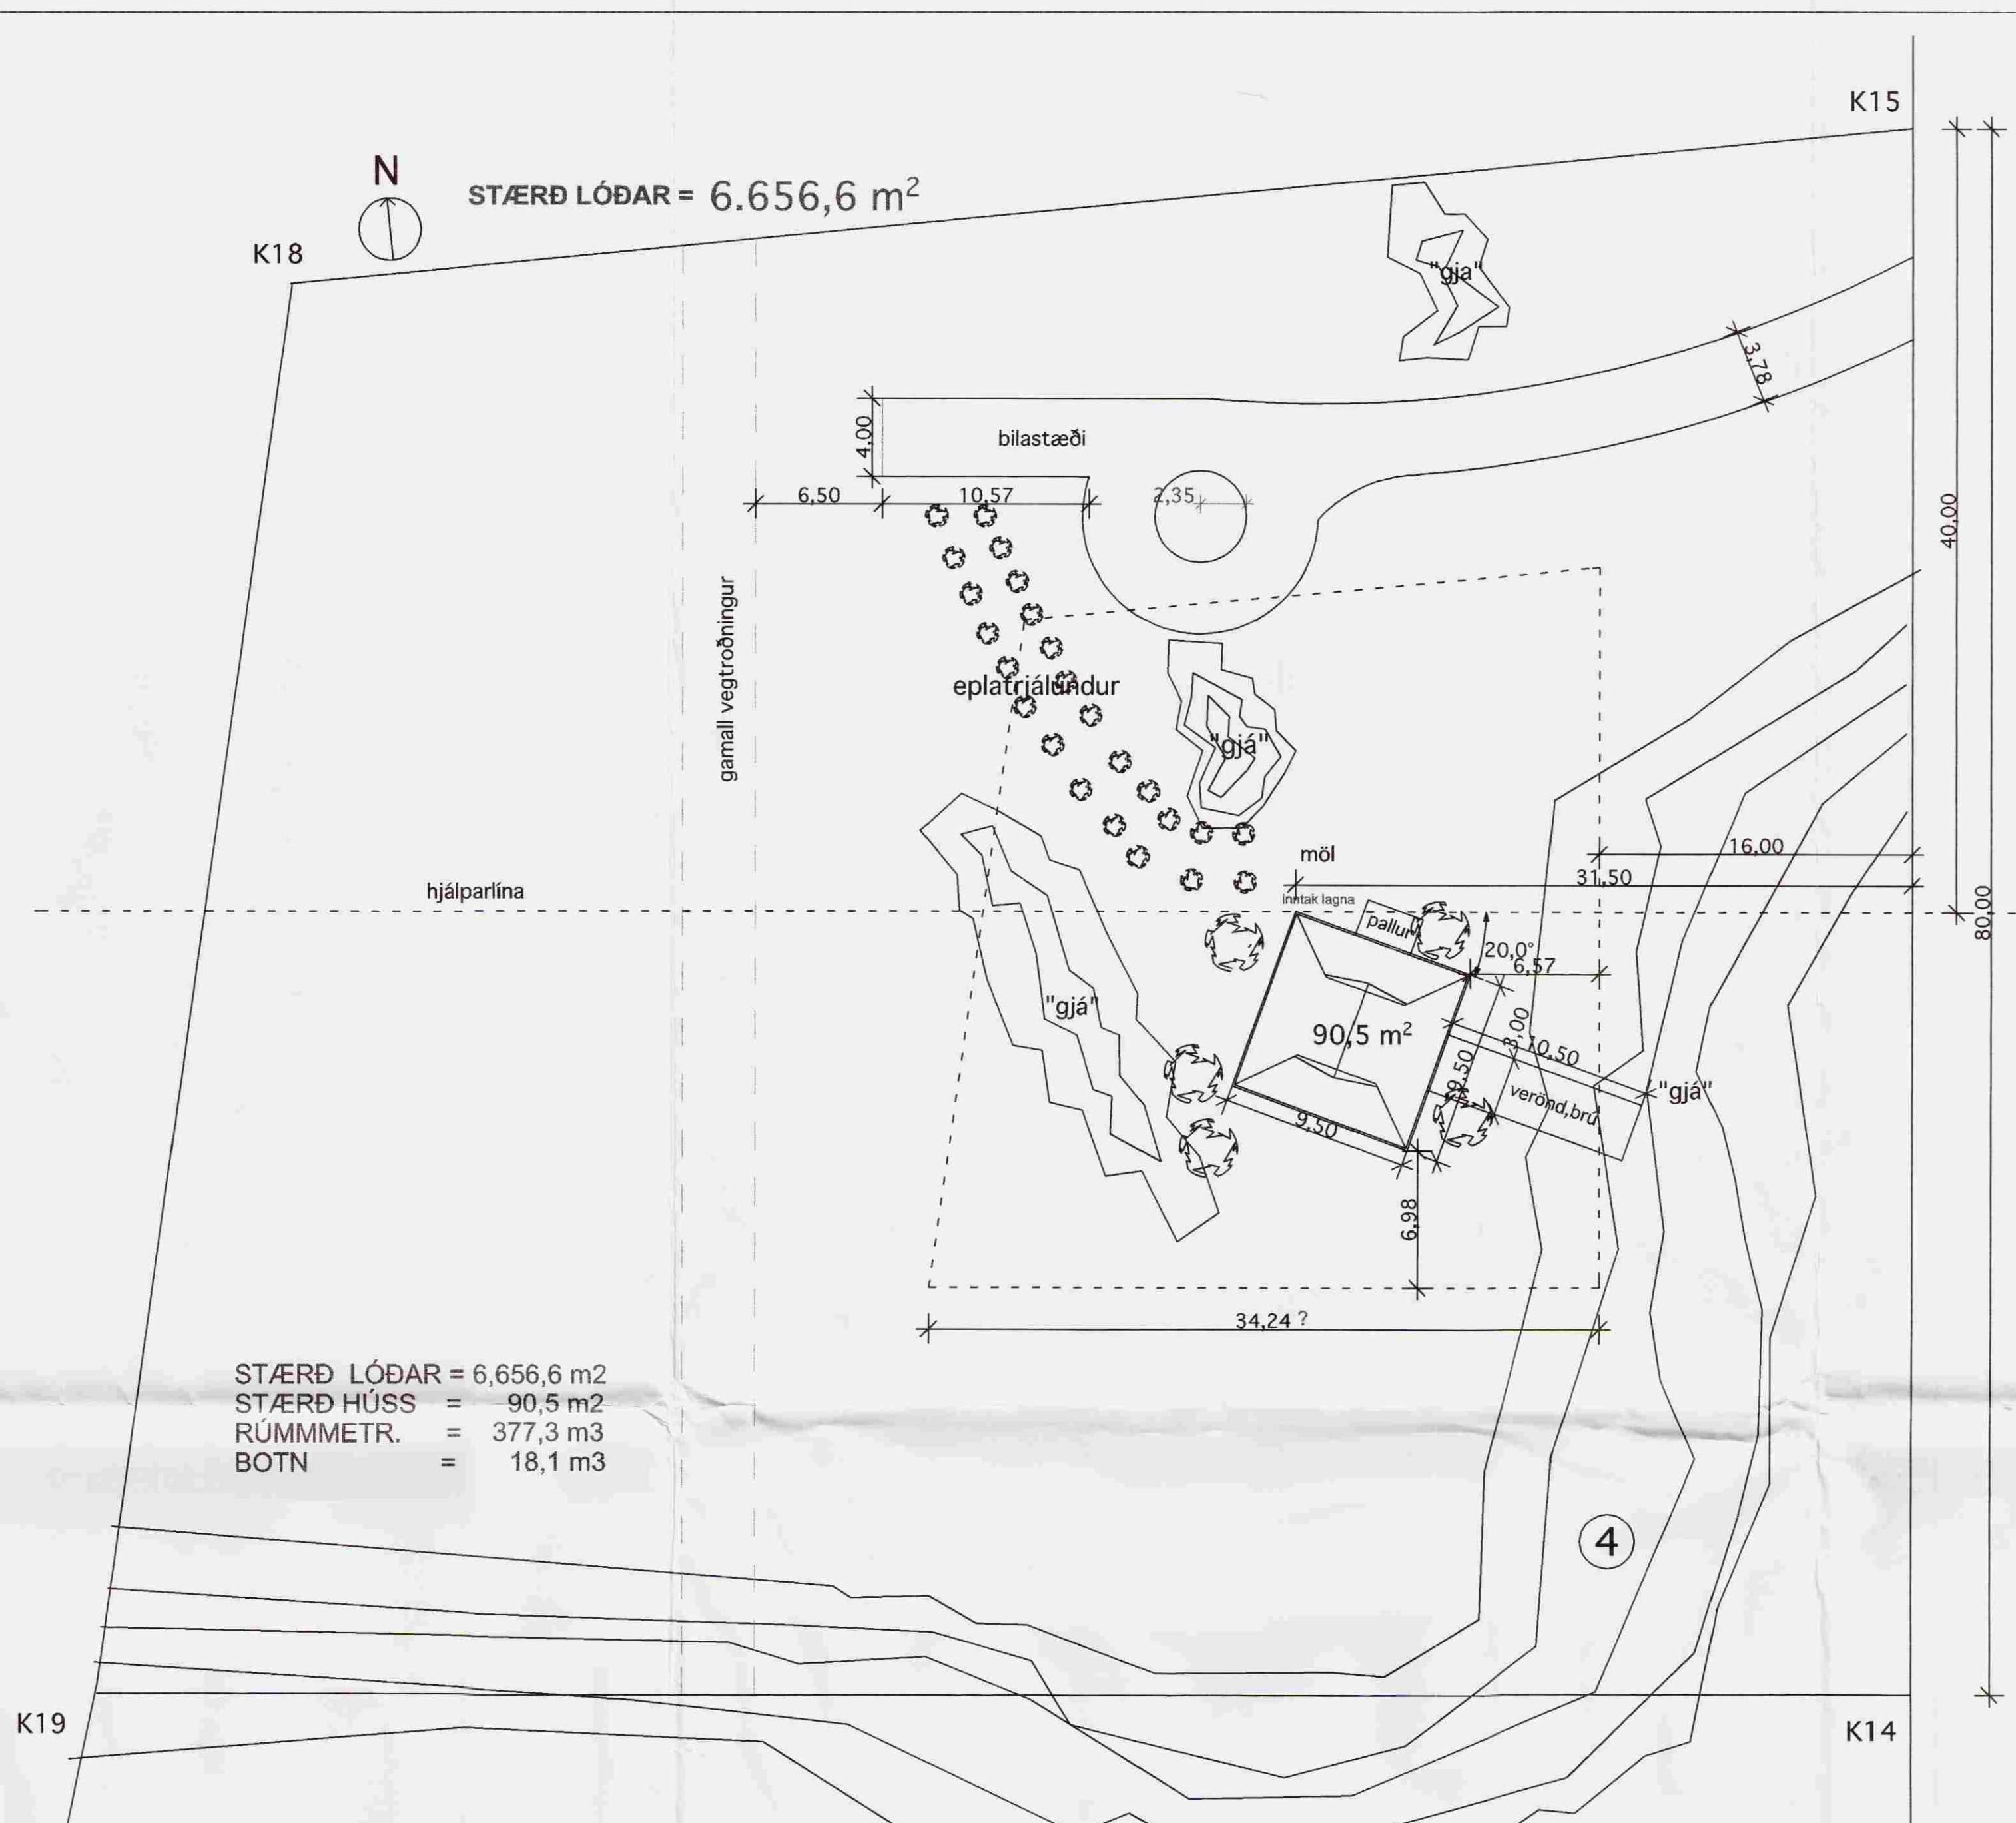 K15
N
STÆRÐ LÓÐAR = 6.656,6 m²
K18
"gja"
3,78
4,00
bilastæði
6,50
10,57
2,35
40,00
gamall vegtroðningur
eplatrjálundur
"gjá"
möl
16,00
31,50
hjálparlína
inntak lagna
80,00
pallur
20,0°
6,57
"gjá"
90,5 m²
3,00
10,50
9,50
verönd,brú
"gjá"
9,50
6,98
34,24 ?
STÆRÐ LÓÐAR = 6,656,6 m2
STÆRÐ HÚSS = 90,5 m2
RÚMMMETR. = 377,3 m3
BOTN = 18,1 m3
4
K19
K14